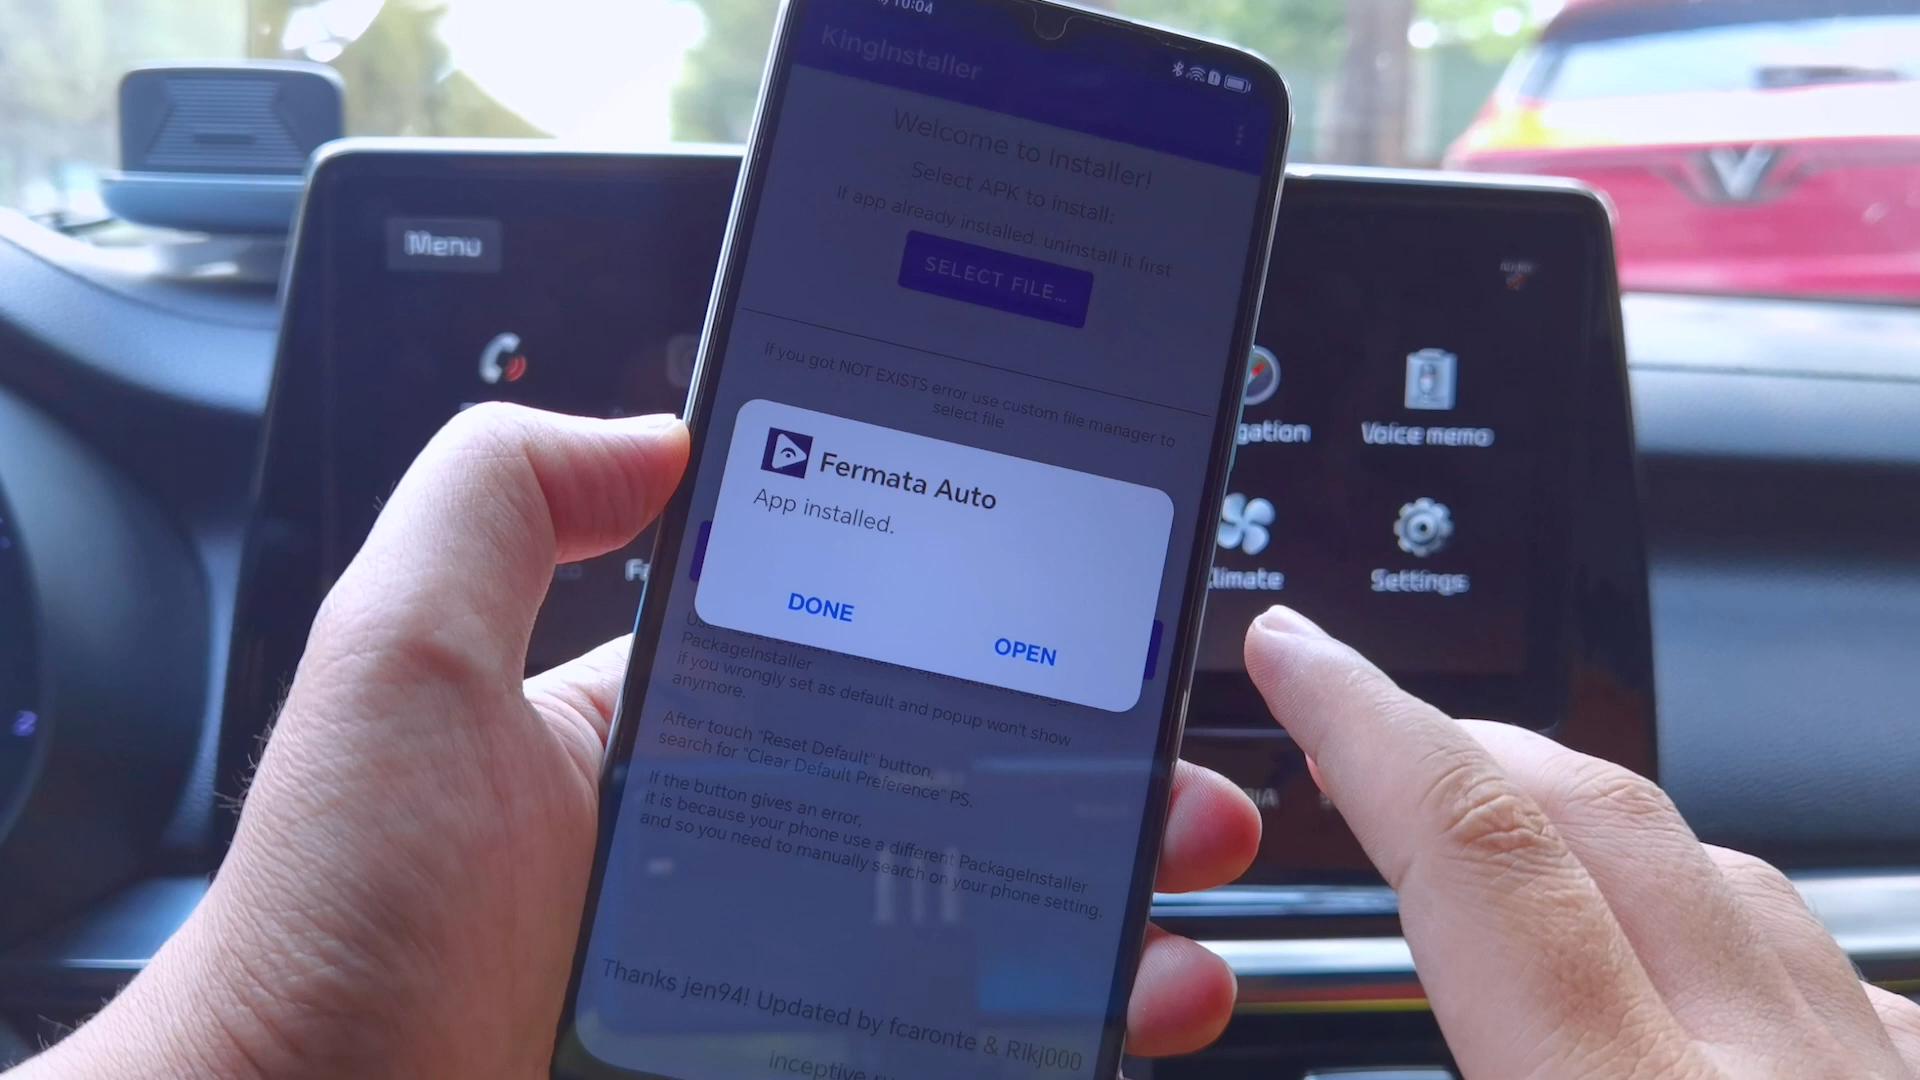 10:04
KingInstaller
Welcome to Installer!
Select APK to install:
If app already installed, uninstall it first
SELECT FILE...
If you got NOT EXISTS error use custom file manager to
select file
Fermata Auto
App installed.
DONE
OPEN
PackageInstaller
if you wrongly set as default and popup won't show
anymore.
After touch "Reset Default" button,
search for "Clear Default Preference" PS.
If the button gives an error,
it is because your phone use a different PackageInstaller
and so you need to manually search on your phone setting.
Thanks jen94! Updated by fcaronte & Rikj000
inceptive
Menu
Voice memo
Climate
Settings